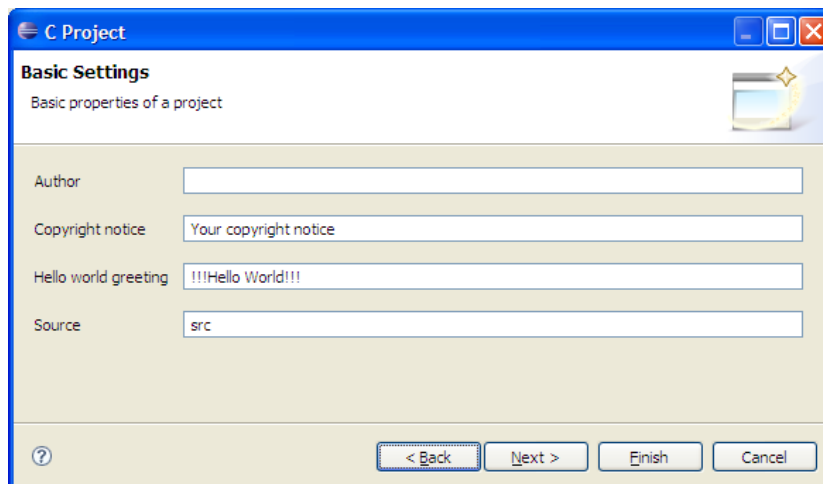 C Project
Basic Settings
Basic properties of a project
Author
Copyright notice Your copyright notice
Hello world greeting !!!Hello World!!!
Source src
? < Back Next > Finish Cancel